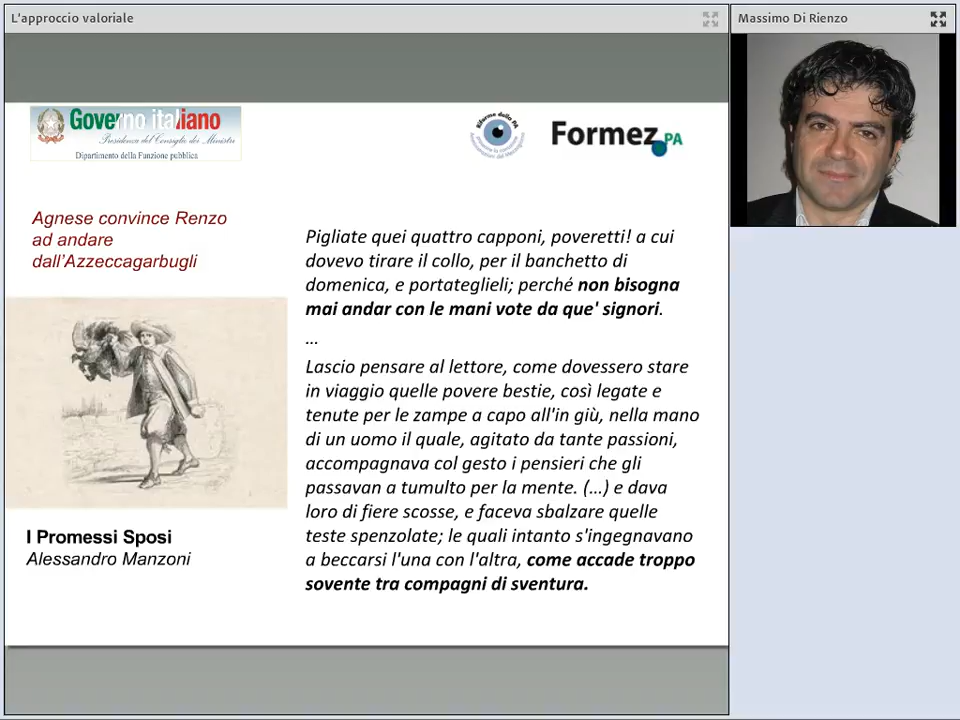 L'approccio valoriale
Massimo Di Rienzo
Governo italiano
Presidenza del Consiglio dei Ministri
Dipartimento della Funzione pubblica
Riforme della PA
Formez PA
Agnese convince Renzo
ad andare
dall'Azzeccagarbugli
Pigliate quei quattro capponi, poveretti! a cui
dovevo tirare il collo, per il banchetto di
domenica, e portateglieli; perché non bisogna
mai andar con le mani vote da que' signori.
...
Lascio pensare al lettore, come dovessero stare
in viaggio quelle povere bestie, così legate e
tenute per le zampe a capo all'in giù, nella mano
di un uomo il quale, agitato da tante passioni,
accompagnava col gesto i pensieri che gli
passavan a tumulto per la mente. (...) e dava
loro di fiere scosse, e faceva sbalzare quelle
teste spenzolate; le quali intanto s'ingegnavano
a beccarsi l'una con l'altra, come accade troppo
sovente tra compagni di sventura.
I Promessi Sposi
Alessandro Manzoni